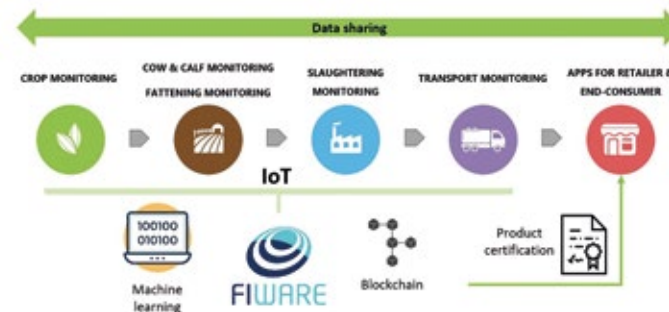 Data sharing
CROP MONITORING
COW & CALF MONITORING
FATTENING MONITORING
SLAUGHTERING
MONITORING
TRANSPORT MONITORING
APPS FOR RETAILER &
END-CONSUMER
IoT
100100
010100
Machine
learning
FIWARE
Blockchain
Product
certification